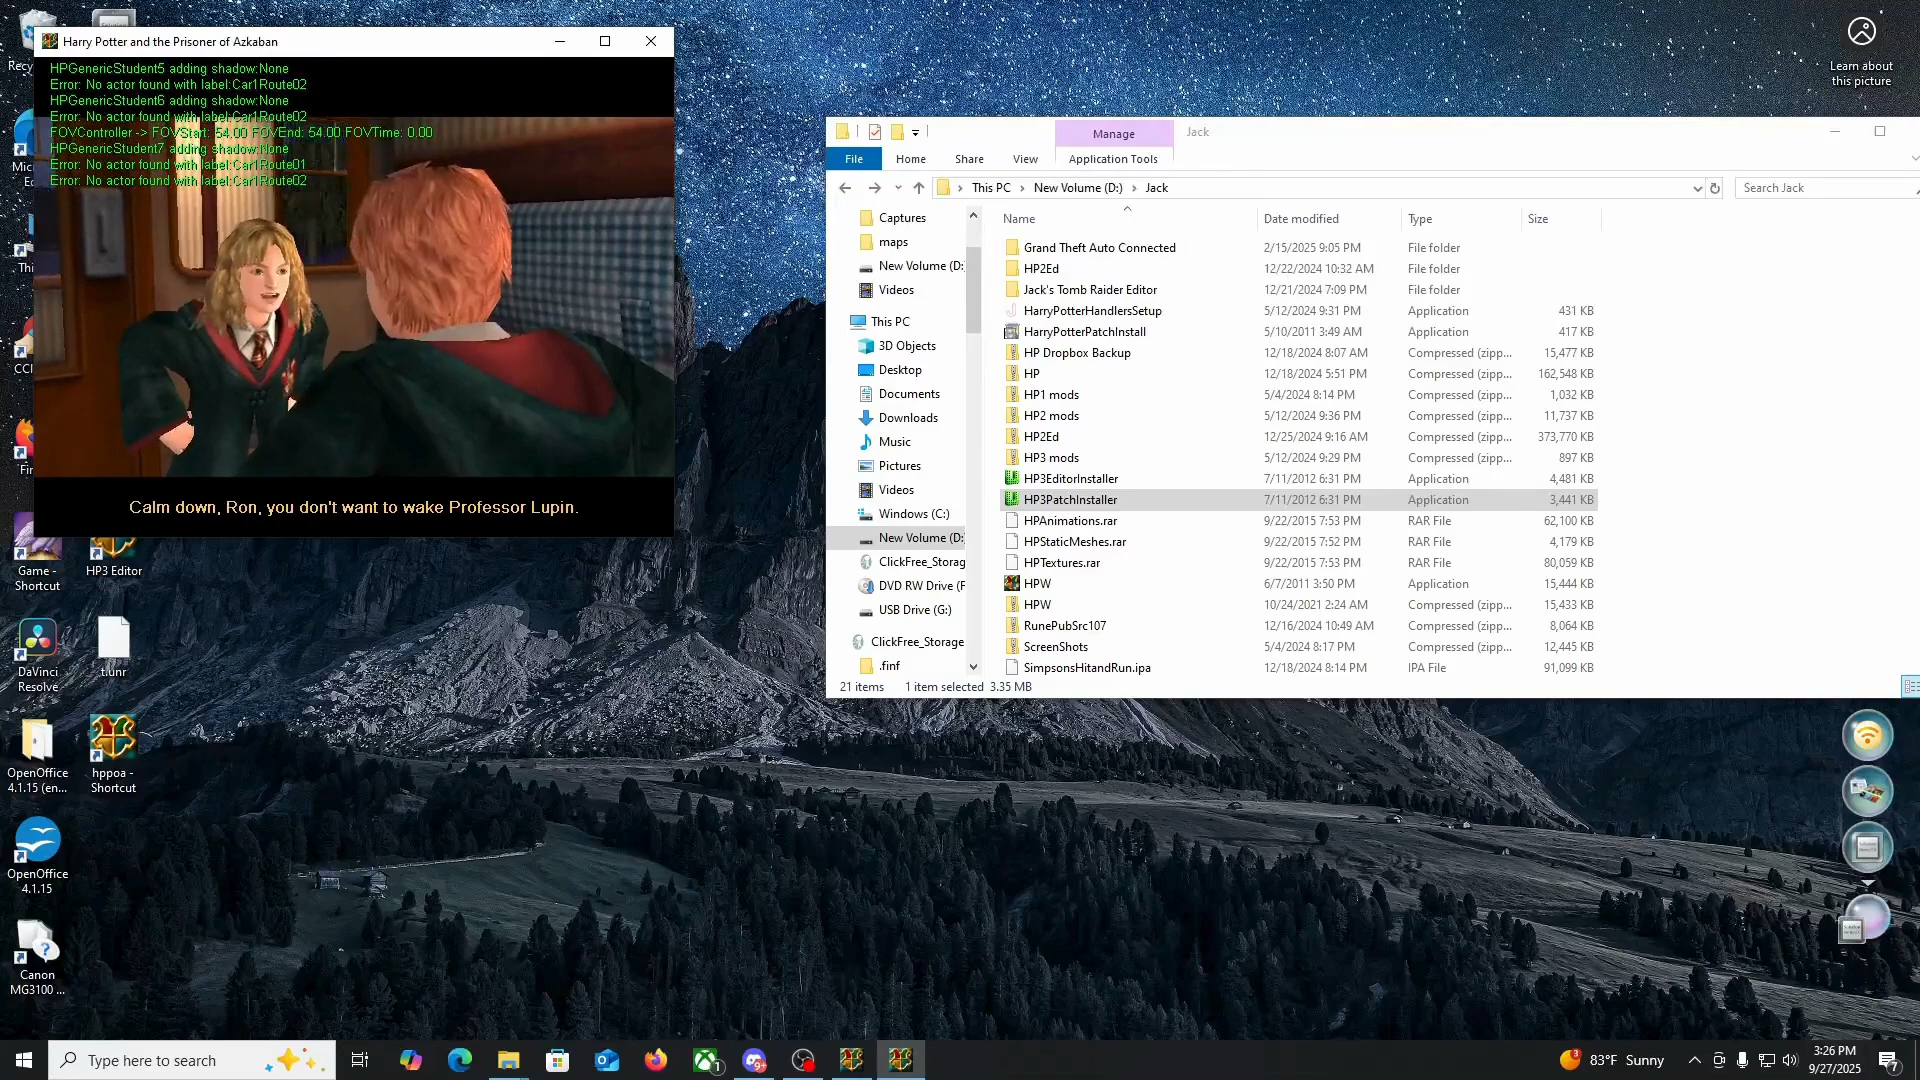 Harry Potter and the Prisoner of Azkaban
HPGenericStudent5 adding shadow:None
Error: No actor found with label:Car1Route02
HPGenericStudent6 adding shadow:None
Error: No actor found with label:Car1Route02
FOVController -> FOVStart: 54.00 FOVEnd: 54.00 FOVTime: 0.00
HPGenericStudent7 adding shadow:None
Error: No actor found with label:Car1Route01
Error: No actor found with label:Car1Route02
Calm down, Ron, you don't want to wake Professor Lupin.
Game -
Shortcut
HP3 Editor
DaVinci
Resolve
t.unr
OpenOffice
4.1.15 (en...
hppoa -
Shortcut
OpenOffice
4.1.15
Canon
MG3100 ...
Learn about
this picture
Manage
Jack
File
Home
Share
View
Application Tools
This PC
New Volume (D:)
Jack
Search Jack
Captures
maps
New Volume (D:
Videos
This PC
3D Objects
Desktop
Documents
Downloads
Music
Pictures
Videos
Windows (C:)
New Volume (D:
ClickFree_Storag
DVD RW Drive (F
USB Drive (G:)
ClickFree_Storage
.finf
Name Date modified Type Size
Grand Theft Auto Connected 2/15/2025 9:05 PM File folder
HP2Ed 12/22/2024 10:32 AM File folder
Jack's Tomb Raider Editor 12/21/2024 7:09 PM File folder
HarryPotterHandlersSetup 5/12/2024 9:31 PM Application 431 KB
HarryPotterPatchInstall 5/10/2011 3:49 AM Application 417 KB
HP Dropbox Backup 12/18/2024 8:07 AM Compressed (zipp... 15,477 KB
HP 12/18/2024 5:51 PM Compressed (zipp... 162,548 KB
HP1 mods 5/4/2024 8:14 PM Compressed (zipp... 1,032 KB
HP2 mods 5/12/2024 9:36 PM Compressed (zipp... 11,737 KB
HP2Ed 12/25/2024 9:16 AM Compressed (zipp... 373,770 KB
HP3 mods 5/12/2024 9:29 PM Compressed (zipp... 897 KB
HP3EditorInstaller 7/11/2012 6:31 PM Application 4,481 KB
HP3PatchInstaller 7/11/2012 6:31 PM Application 3,441 KB
HPAnimations.rar 9/22/2015 7:53 PM RAR File 62,100 KB
HPStaticMeshes.rar 9/22/2015 7:52 PM RAR File 4,179 KB
HPTextures.rar 9/22/2015 7:53 PM RAR File 80,059 KB
HPW 6/7/2011 3:50 PM Application 15,444 KB
HPW 10/24/2021 2:24 AM Compressed (zipp... 15,433 KB
RunePubSrc107 12/16/2024 10:49 AM Compressed (zipp... 8,064 KB
ScreenShots 5/4/2024 8:17 PM Compressed (zipp... 12,445 KB
SimpsonsHitandRun.ipa 12/18/2024 8:14 PM IPA File 91,099 KB
21 items 1 item selected 3.35 MB
Type here to search
83°F Sunny
3:26 PM
9/27/2025